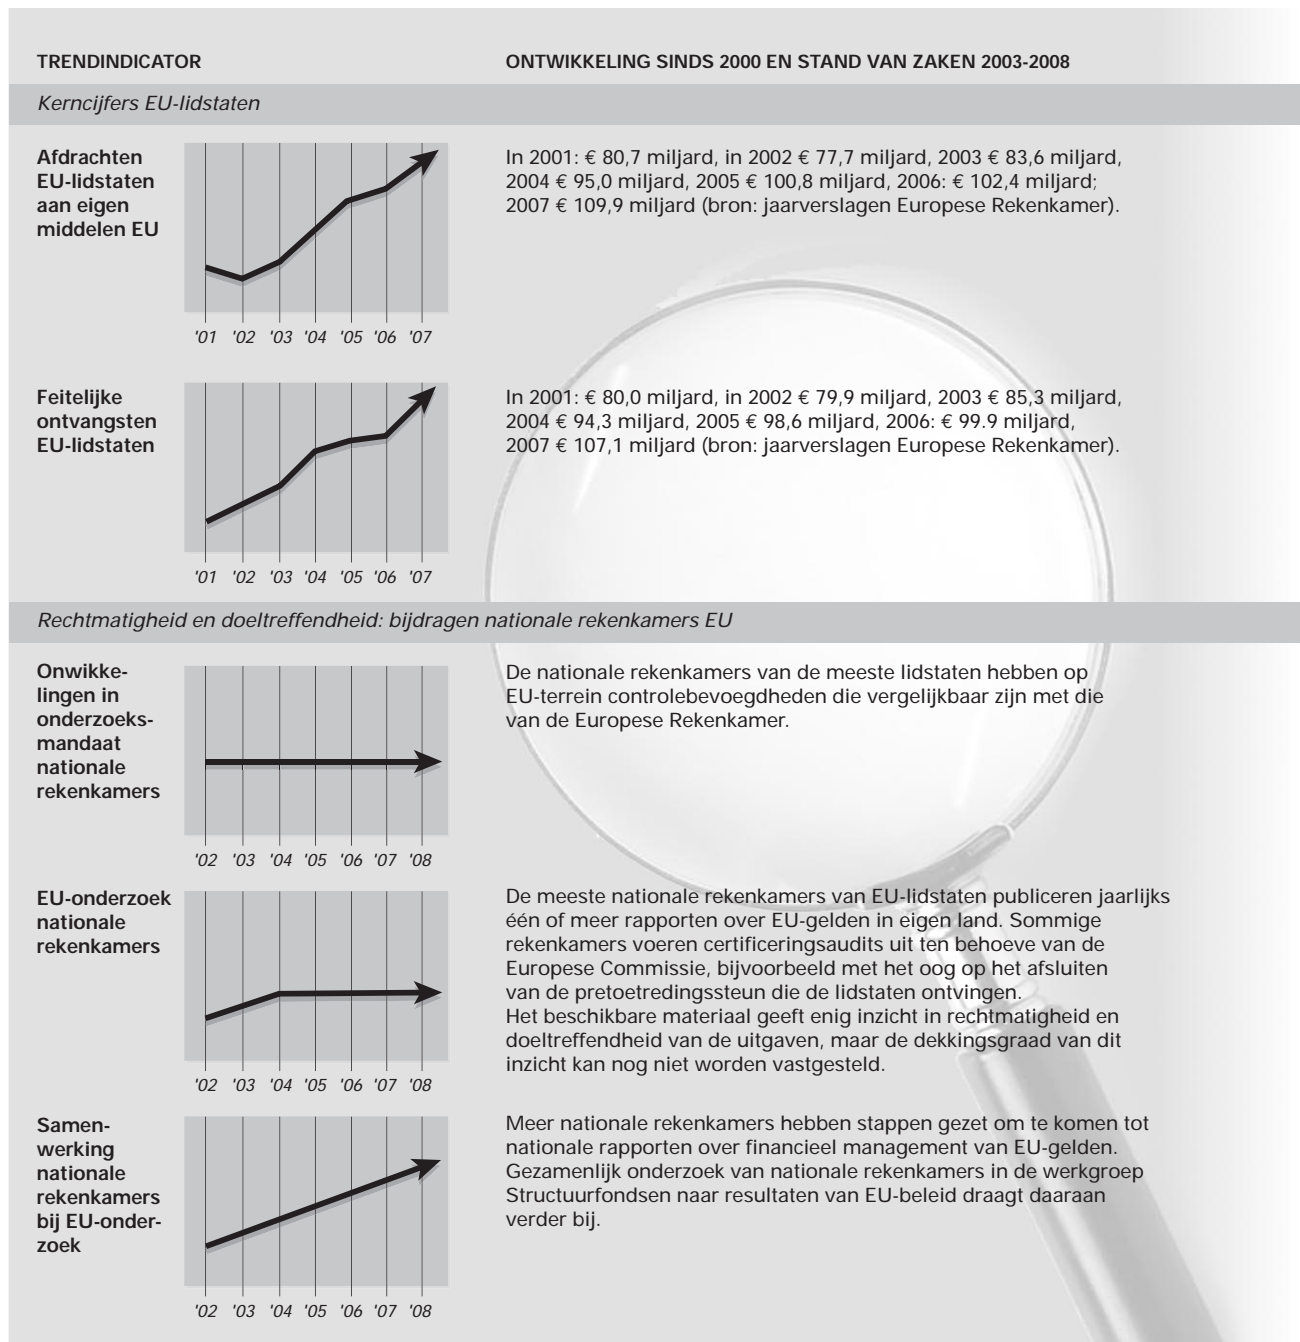 TRENDINDICATOR
ONTWIKKELING SINDS 2000 EN STAND VAN ZAKEN 2003-2008
Kerncijfers EU-lidstaten
Afdrachten
EU-lidstaten
aan eigen
middelen EU
'01 '02 '03 '04 '05 '06 '07
In 2001: € 80,7 miljard, in 2002 € 77,7 miljard, 2003 € 83,6 miljard,
2004 € 95,0 miljard, 2005 € 100,8 miljard, 2006: € 102,4 miljard;
2007 € 109,9 miljard (bron: jaarverslagen Europese Rekenkamer).
Feitelijke
ontvangsten
EU-lidstaten
'01 '02 '03 '04 '05 '06 '07
In 2001: € 80,0 miljard, in 2002 € 79,9 miljard, 2003 € 85,3 miljard,
2004 € 94,3 miljard, 2005 € 98,6 miljard, 2006: € 99.9 miljard,
2007 € 107,1 miljard (bron: jaarverslagen Europese Rekenkamer).
Rechtmatigheid en doeltreffendheid: bijdragen nationale rekenkamers EU
Onwikke-
lingen in
onderzoeks-
mandaat
nationale
rekenkamers
'02 '03 '04 '05 '06 '07 '08
De nationale rekenkamers van de meeste lidstaten hebben op
EU-terrein controlebevoegdheden die vergelijkbaar zijn met die
van de Europese Rekenkamer.
EU-onderzoek
nationale
rekenkamers
'02 '03 '04 '05 '06 '07 '08
De meeste nationale rekenkamers van EU-lidstaten publiceren jaarlijks
één of meer rapporten over EU-gelden in eigen land. Sommige
rekenkamers voeren certificeringsaudits uit ten behoeve van de
Europese Commissie, bijvoorbeeld met het oog op het afsluiten
van de pretoetredingssteun die de lidstaten ontvingen.
Het beschikbare materiaal geeft enig inzicht in rechtmatigheid en
doeltreffendheid van de uitgaven, maar de dekkingsgraad van dit
inzicht kan nog niet worden vastgesteld.
Samen-
werking
nationale
rekenkamers
bij EU-onder-
zoek
'02 '03 '04 '05 '06 '07 '08
Meer nationale rekenkamers hebben stappen gezet om te komen tot
nationale rapporten over financieel management van EU-gelden.
Gezamenlijk onderzoek van nationale rekenkamers in de werkgroep
Structuurfondsen naar resultaten van EU-beleid draagt daaraan
verder bij.